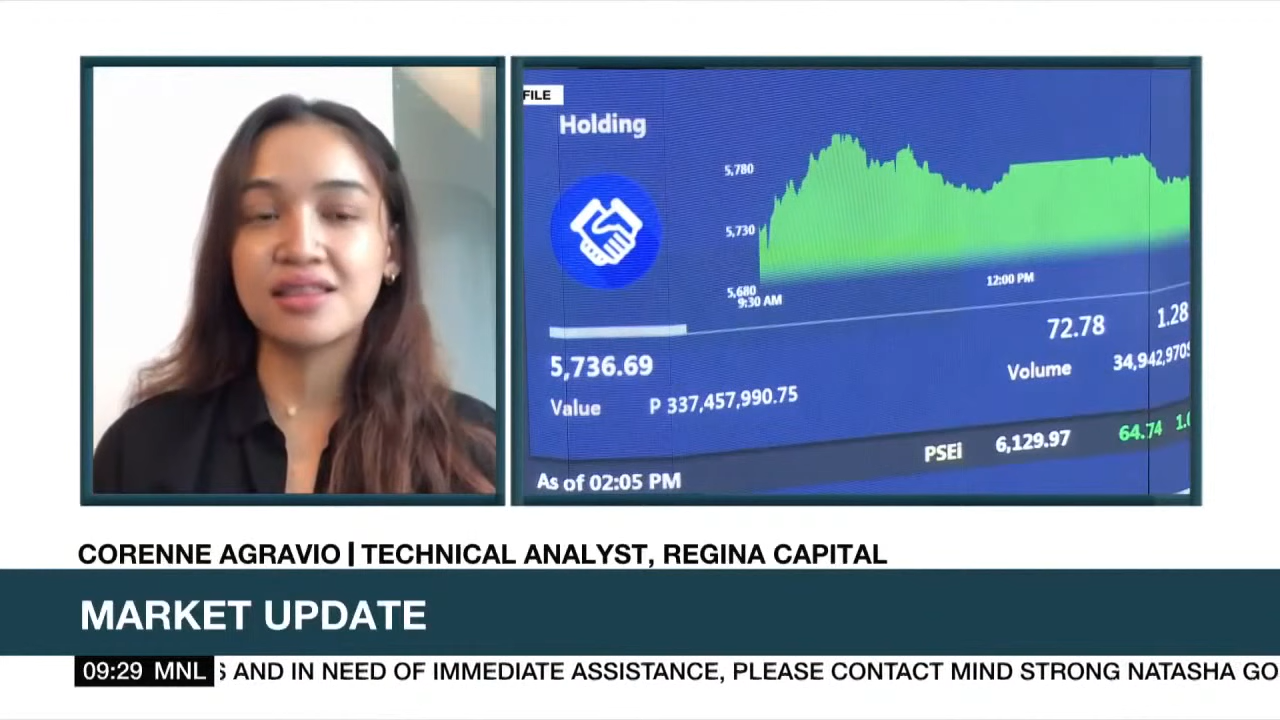 FILE
Holding
5,780
5,730
5,680
9:30 AM
12:00 PM
5,736.69
72.78
1.28
Value P 337,457,990.75
Volume
PSEi 6,129.97 64.74
As of 02:05 PM
CORENNE AGRAVIO | TECHNICAL ANALYST, REGINA CAPITAL
MARKET UPDATE
09:29 MNL AND IN NEED OF IMMEDIATE ASSISTANCE, PLEASE CONTACT MIND STRONG NATASHA GO